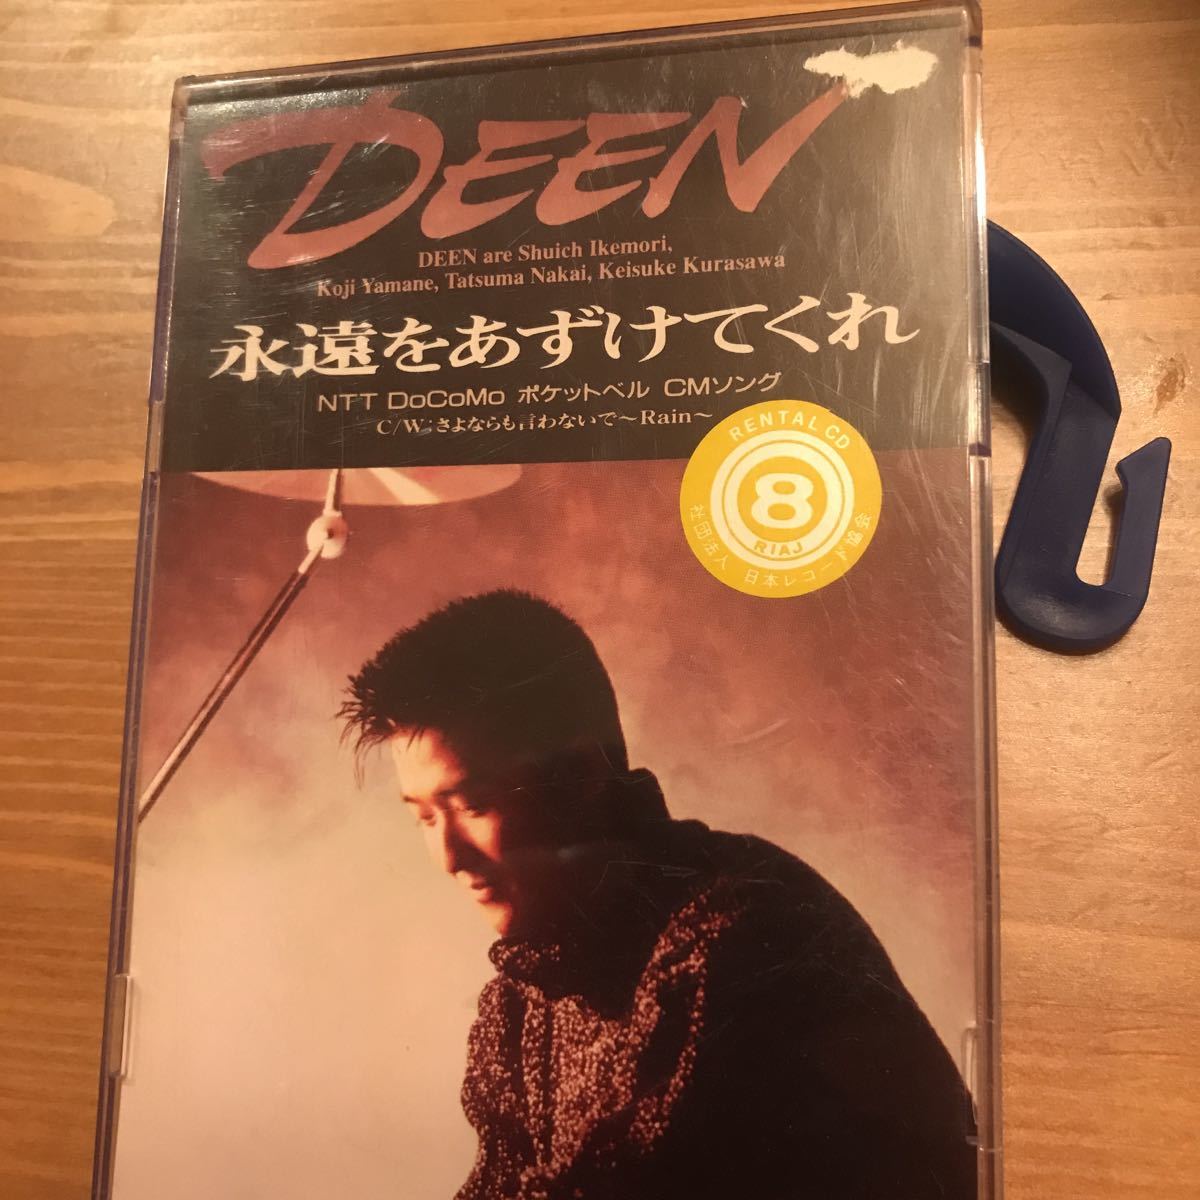 DEEN
DEEN are Shuich Ikemori,
Koji Yamane, Tatsuma Nakai, Keisuke Kurasawa
永遠をあずけてくれ
NTT DoCoMo ポケットベル CMソング
C/W:さよならも言わないで〜Rain〜
RENTAL CD
8
RIAJ
社団法人 日本レコード協会